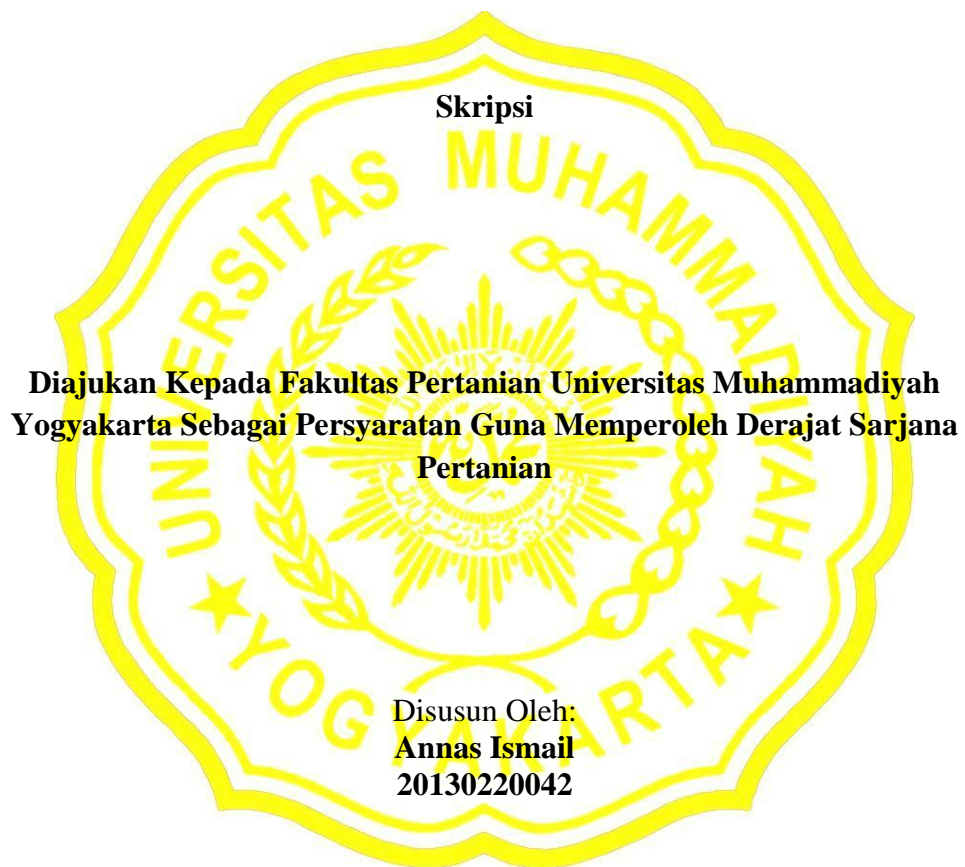 Skripsi
UNIVERSITAS MUHAMMADIYAH
Diajukan Kepada Fakultas Pertanian Universitas Muhammadiyah
Yogyakarta Sebagai Persyaratan Guna Memperoleh Derajat Sarjana
Pertanian
Disusun Oleh:
Annas Ismail
20130220042
★ YOGYAKARTA ★